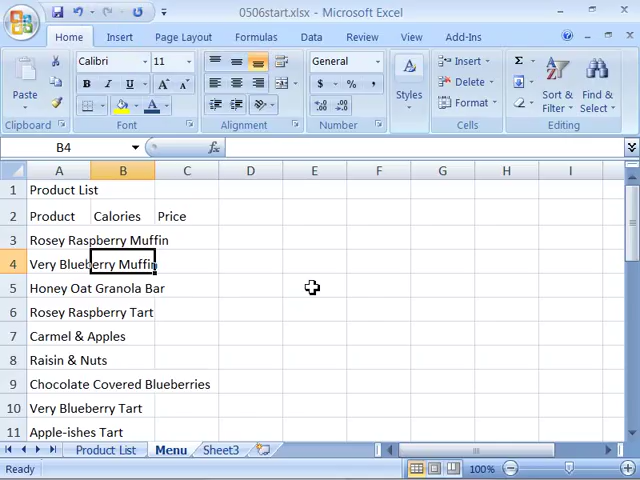 0506start.xlsx - Microsoft Excel
Home Insert Page Layout Formulas Data Review View Add-Ins
Calibri 11 General Insert Σ
B I U A A $ % , Delete
Paste A Styles Format Sort & Filter Find & Select
Clipboard Font Alignment Number Cells Editing
B4 fx
A B C D E F G H I
1 Product List
2 Product Calories Price
3 Rosey Raspberry Muffin
4 Very Blueberry Muffin
5 Honey Oat Granola Bar
6 Rosey Raspberry Tart
7 Carmel & Apples
8 Raisin & Nuts
9 Chocolate Covered Blueberries
10 Very Blueberry Tart
11 Apple-ishes Tart
Product List Menu Sheet3
Ready 100%